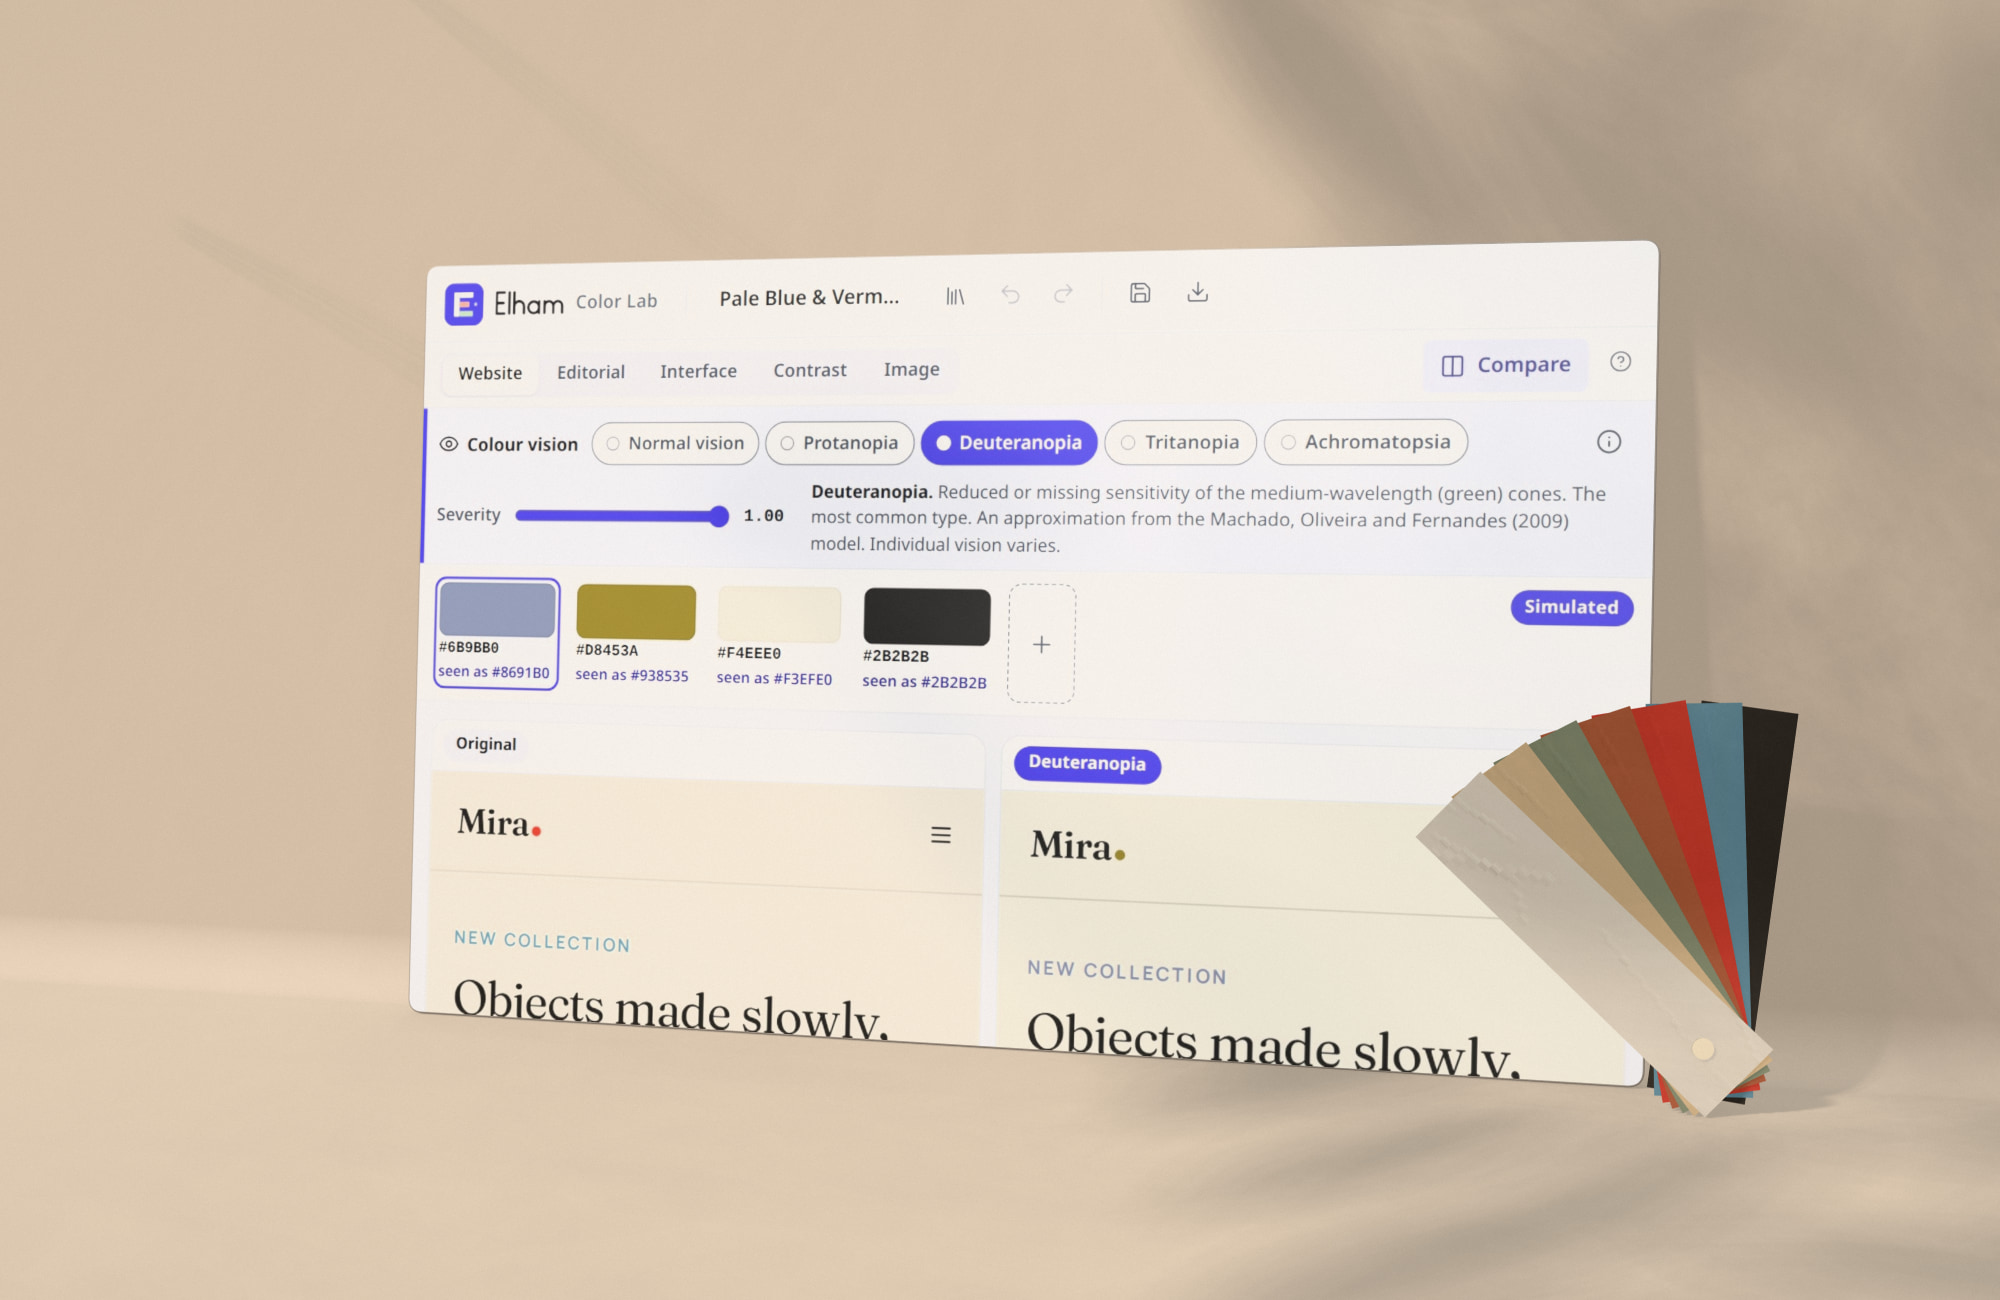 Elham Color Lab
Pale Blue & Verm...
Website Editorial Interface Contrast Image
Compare
Colour vision
Normal vision Protanopia Deuteranopia Tritanopia Achromatopsia
Severity 1.00
Deuteranopia. Reduced or missing sensitivity of the medium-wavelength (green) cones. The
most common type. An approximation from the Machado, Oliveira and Fernandes (2009)
model. Individual vision varies.
#6B9BB0
seen as #8691B0
#D8453A
seen as #938535
#F4EEE0
seen as #F3EFE0
#2B2B2B
seen as #2B2B2B
Simulated
Original
Mira.
NEW COLLECTION
Objects made slowly,
Deuteranopia
Mira.
NEW COLLECTION
Objects made slowly,